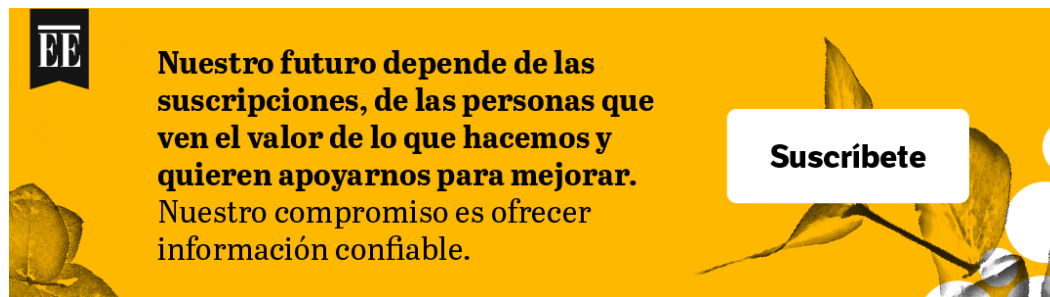 EE
Nuestro futuro depende de las
suscripciones, de las personas que
ven el valor de lo que hacemos y
quieren apoyarnos para mejorar.
Nuestro compromiso es ofrecer
información confiable.
Suscríbete